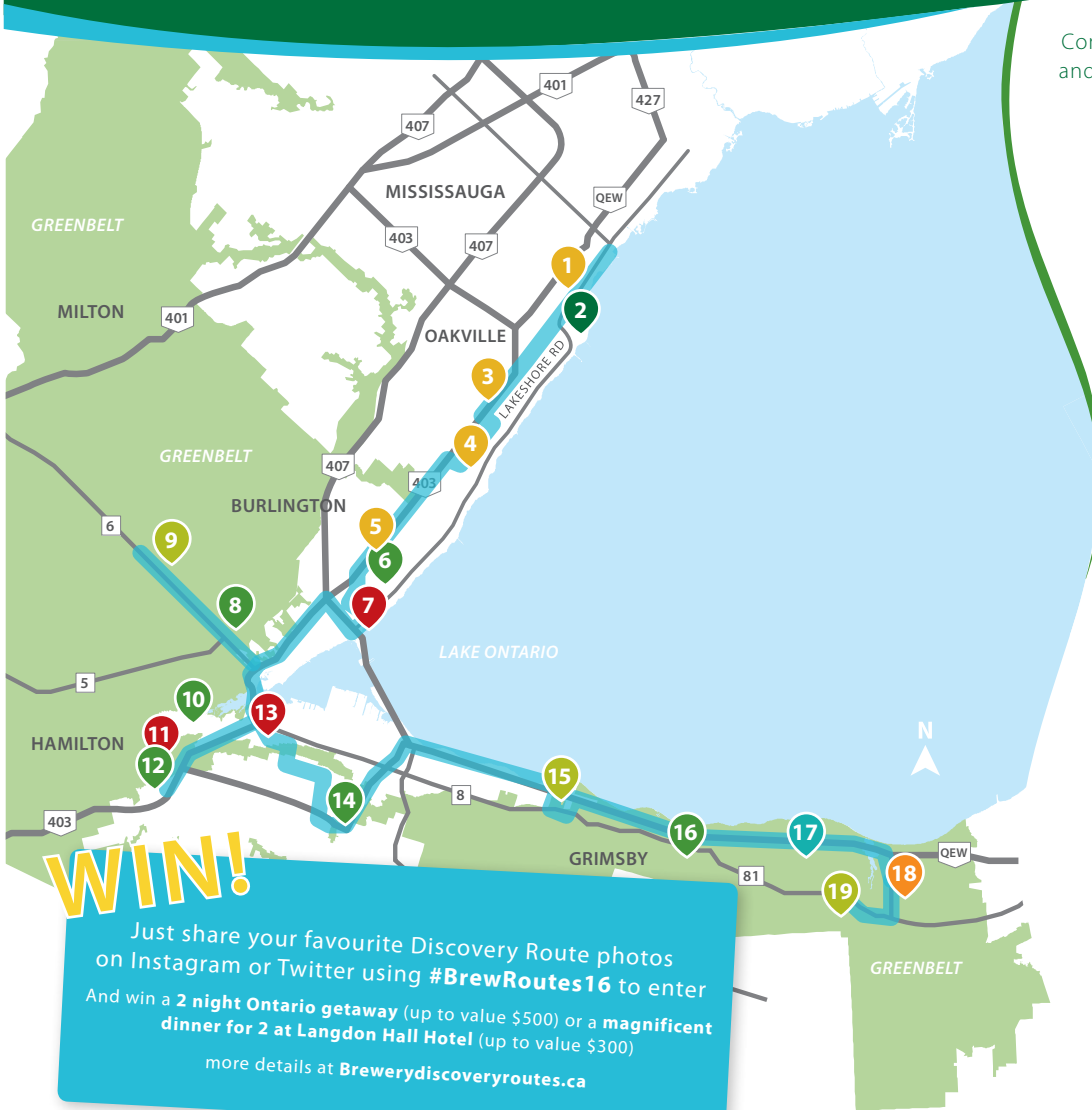 Cor
and
401
427
407
MISSISSAUGA
QEW
GREENBELT
403
407
1
2
MILTON
401
OAKVILLE
LAKESHORE RD
3
4
GREENBELT
407
403
BURLINGTON
6
5
9
6
8
7
LAKE ONTARIO
5
10
13
11
N
HAMILTON
12
15
14
8
403
16
17
GRIMSBY
QEW
81
18
19
GREENBELT
WIN!
Just share your favourite Discovery Route photos
on Instagram or Twitter using #BrewRoutes16 to enter
And win a 2 night Ontario getaway (up to value $500) or a magnificent
dinner for 2 at Langdon Hall Hotel (up to value $300)
more details at Brewerydiscoveryroutes.ca